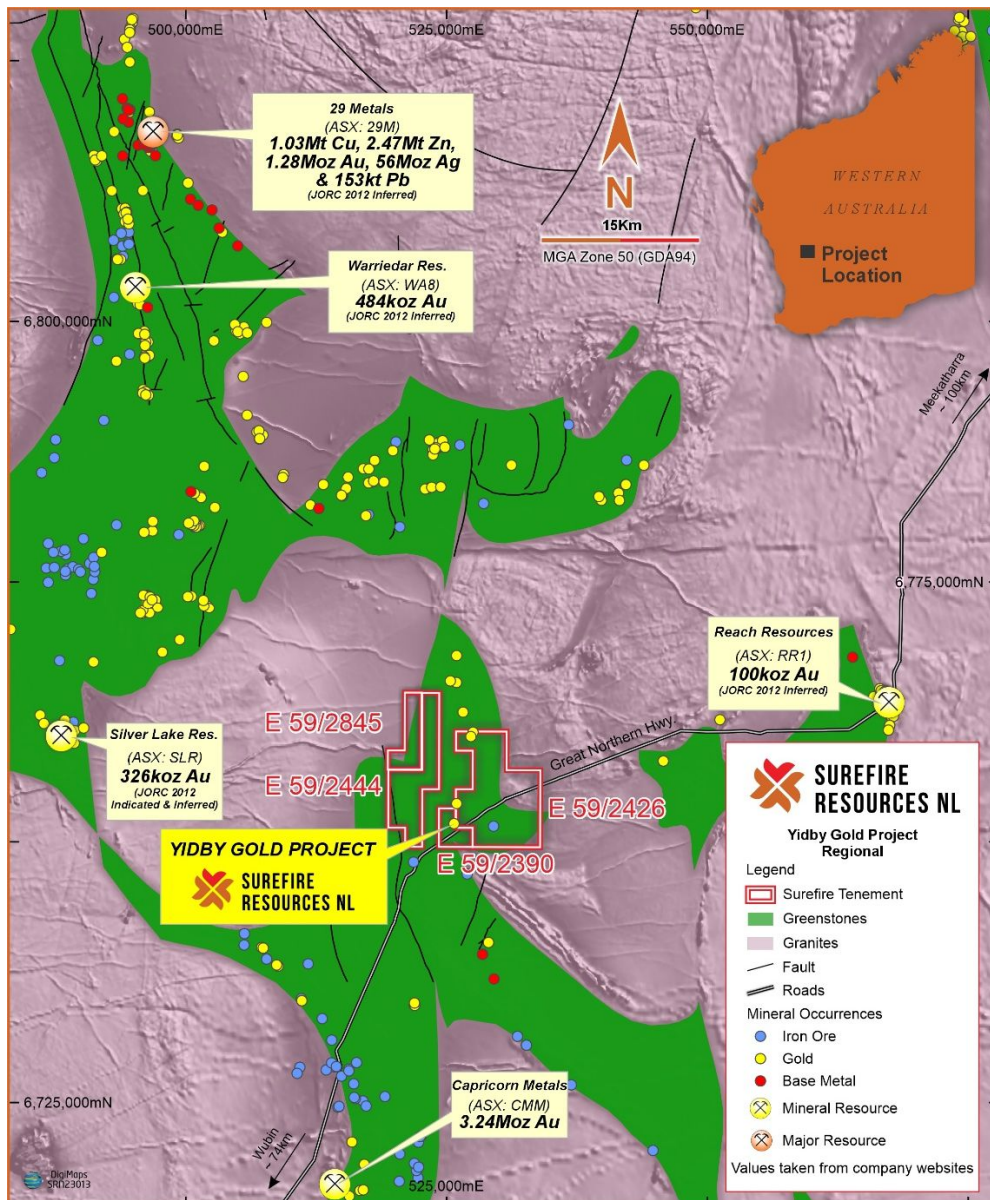 500,000mE
525,000mE
550,000mE
29 Metals
(ASX: 29M)
1.03Mt Cu, 2.47Mt Zn,
1.28Moz Au, 56Moz Ag
& 153kt Pb
(JORC 2012 Inferred)
N
15Km
MGA Zone 50 (GDA94)
WESTERN
AUSTRALIA
Project
Location
Warriedar Res.
(ASX: WA8)
484koz Au
(JORC 2012 Inferred)
6,800,000mN
Meekatharra
~ 100km
6,775,000mN
Reach Resources
(ASX: RR1)
100koz Au
(JORC 2012 Inferred)
E 59/2845
Silver Lake Res.
(ASX: SLR)
326koz Au
(JORC 2012
Indicated & Inferred)
Great Northern Hwy.
E 59/2444
E 59/2426
YIDBY GOLD PROJECT
SUREFIRE
RESOURCES NL
E 59/2390
SUREFIRE
RESOURCES NL
Yidby Gold Project
Regional
Legend
Surefire Tenement
Greenstones
Granites
Fault
Roads
Mineral Occurrences
Iron Ore
Gold
Base Metal
Mineral Resource
Major Resource
Values taken from company websites
Capricorn Metals
(ASX: CMM)
3.24Moz Au
6,725,000mN
Wubin
~ 74km
DigiMaps
SRN23013
525,000mE